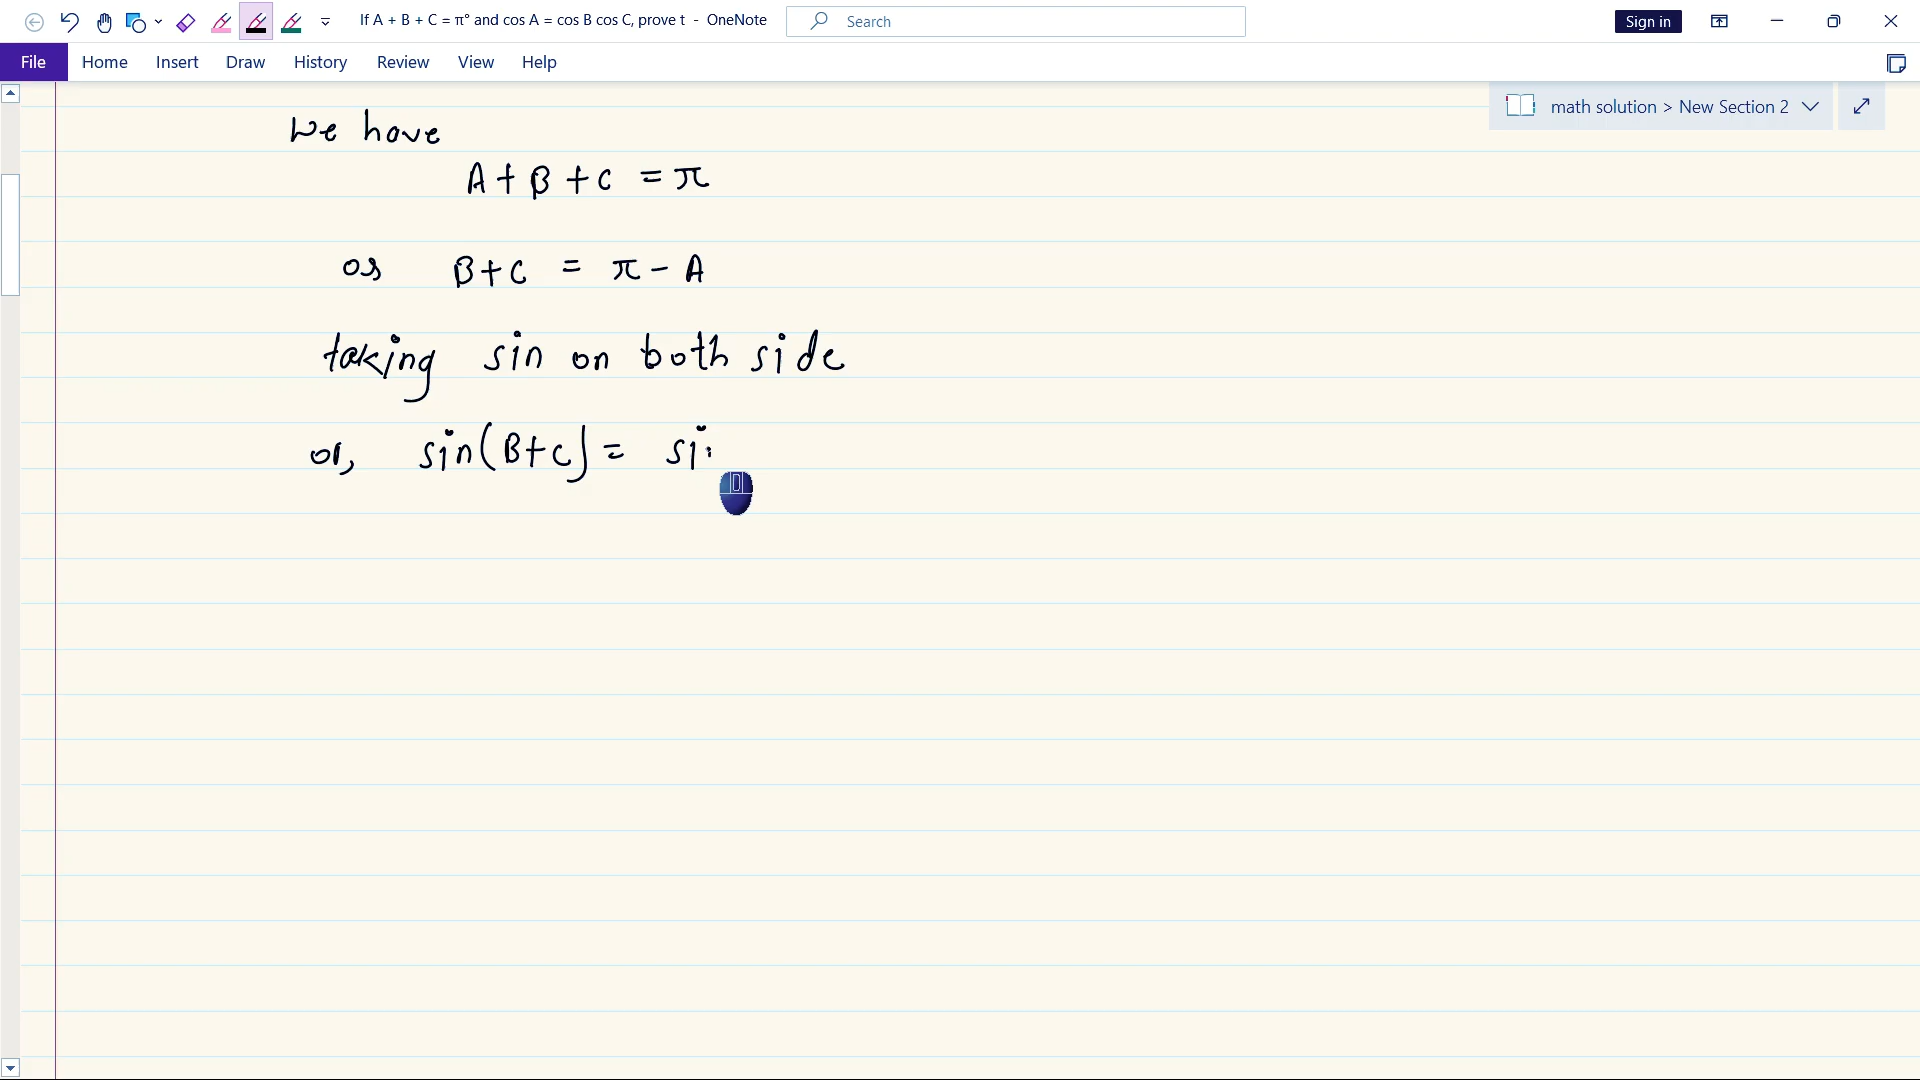 If A + B + C = π° and cos A = cos B cos C, prove t - OneNote
Search
Sign in
File Home Insert Draw History Review View Help
math solution > New Section 2
We have
A + B + C = π
or B + C = π - A
taking sin on both side
or, sin(B+C) = si